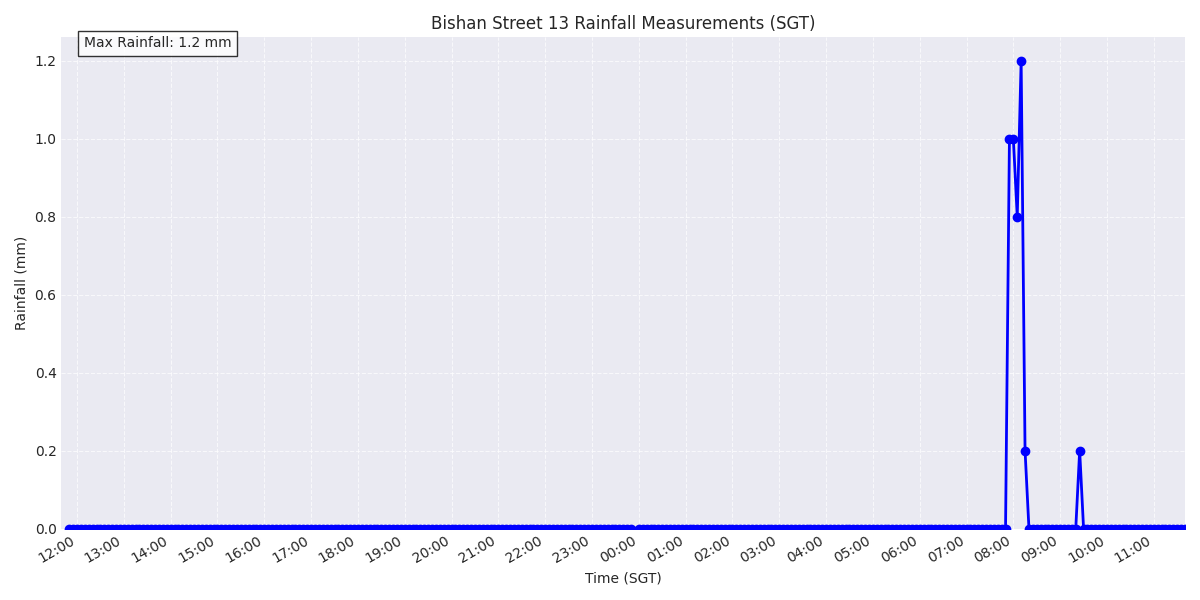 Bishan Street 13 Rainfall Measurements (SGT)
Max Rainfall: 1.2 mm
1.2
1.0
0.8
0.6
0.4
0.2
0.0
Rainfall (mm)
12:00 13:00 14:00 15:00 16:00 17:00 18:00 19:00 20:00 21:00 22:00 23:00 00:00 01:00 02:00 03:00 04:00 05:00 06:00 07:00 08:00 09:00 10:00 11:00
Time (SGT)